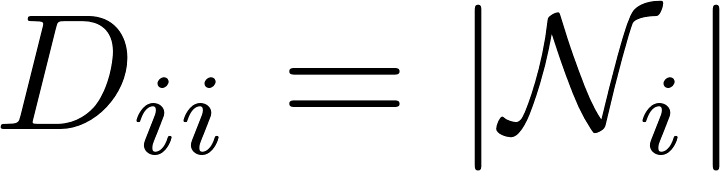 $D_{ii} = |\mathcal{N}_i|$